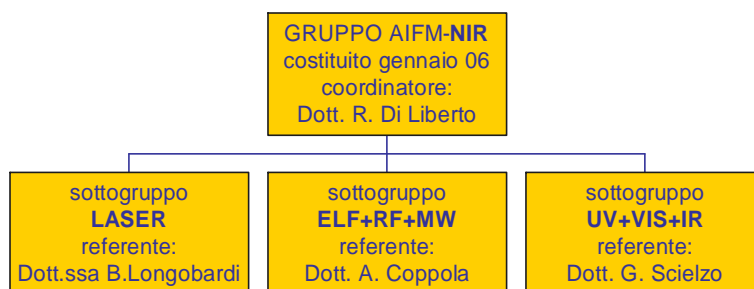 GRUPPO AIFM-NIR
costituito gennaio 06
coordinatore:
Dott. R. Di Liberto
sottogruppo
LASER
referente:
Dott.ssa B.Longobardi
sottogruppo
ELF+RF+MW
referente:
Dott. A. Coppola
sottogruppo
UV+VIS+IR
referente:
Dott. G. Scielzo